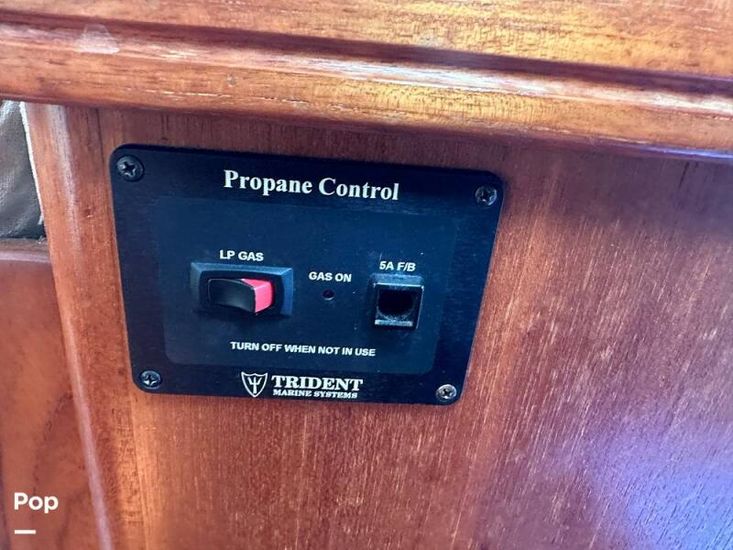 Propane Control
LP GAS
GAS ON
5A F/B
TURN OFF WHEN NOT IN USE
TRIDENT
MARINE SYSTEMS
Pop